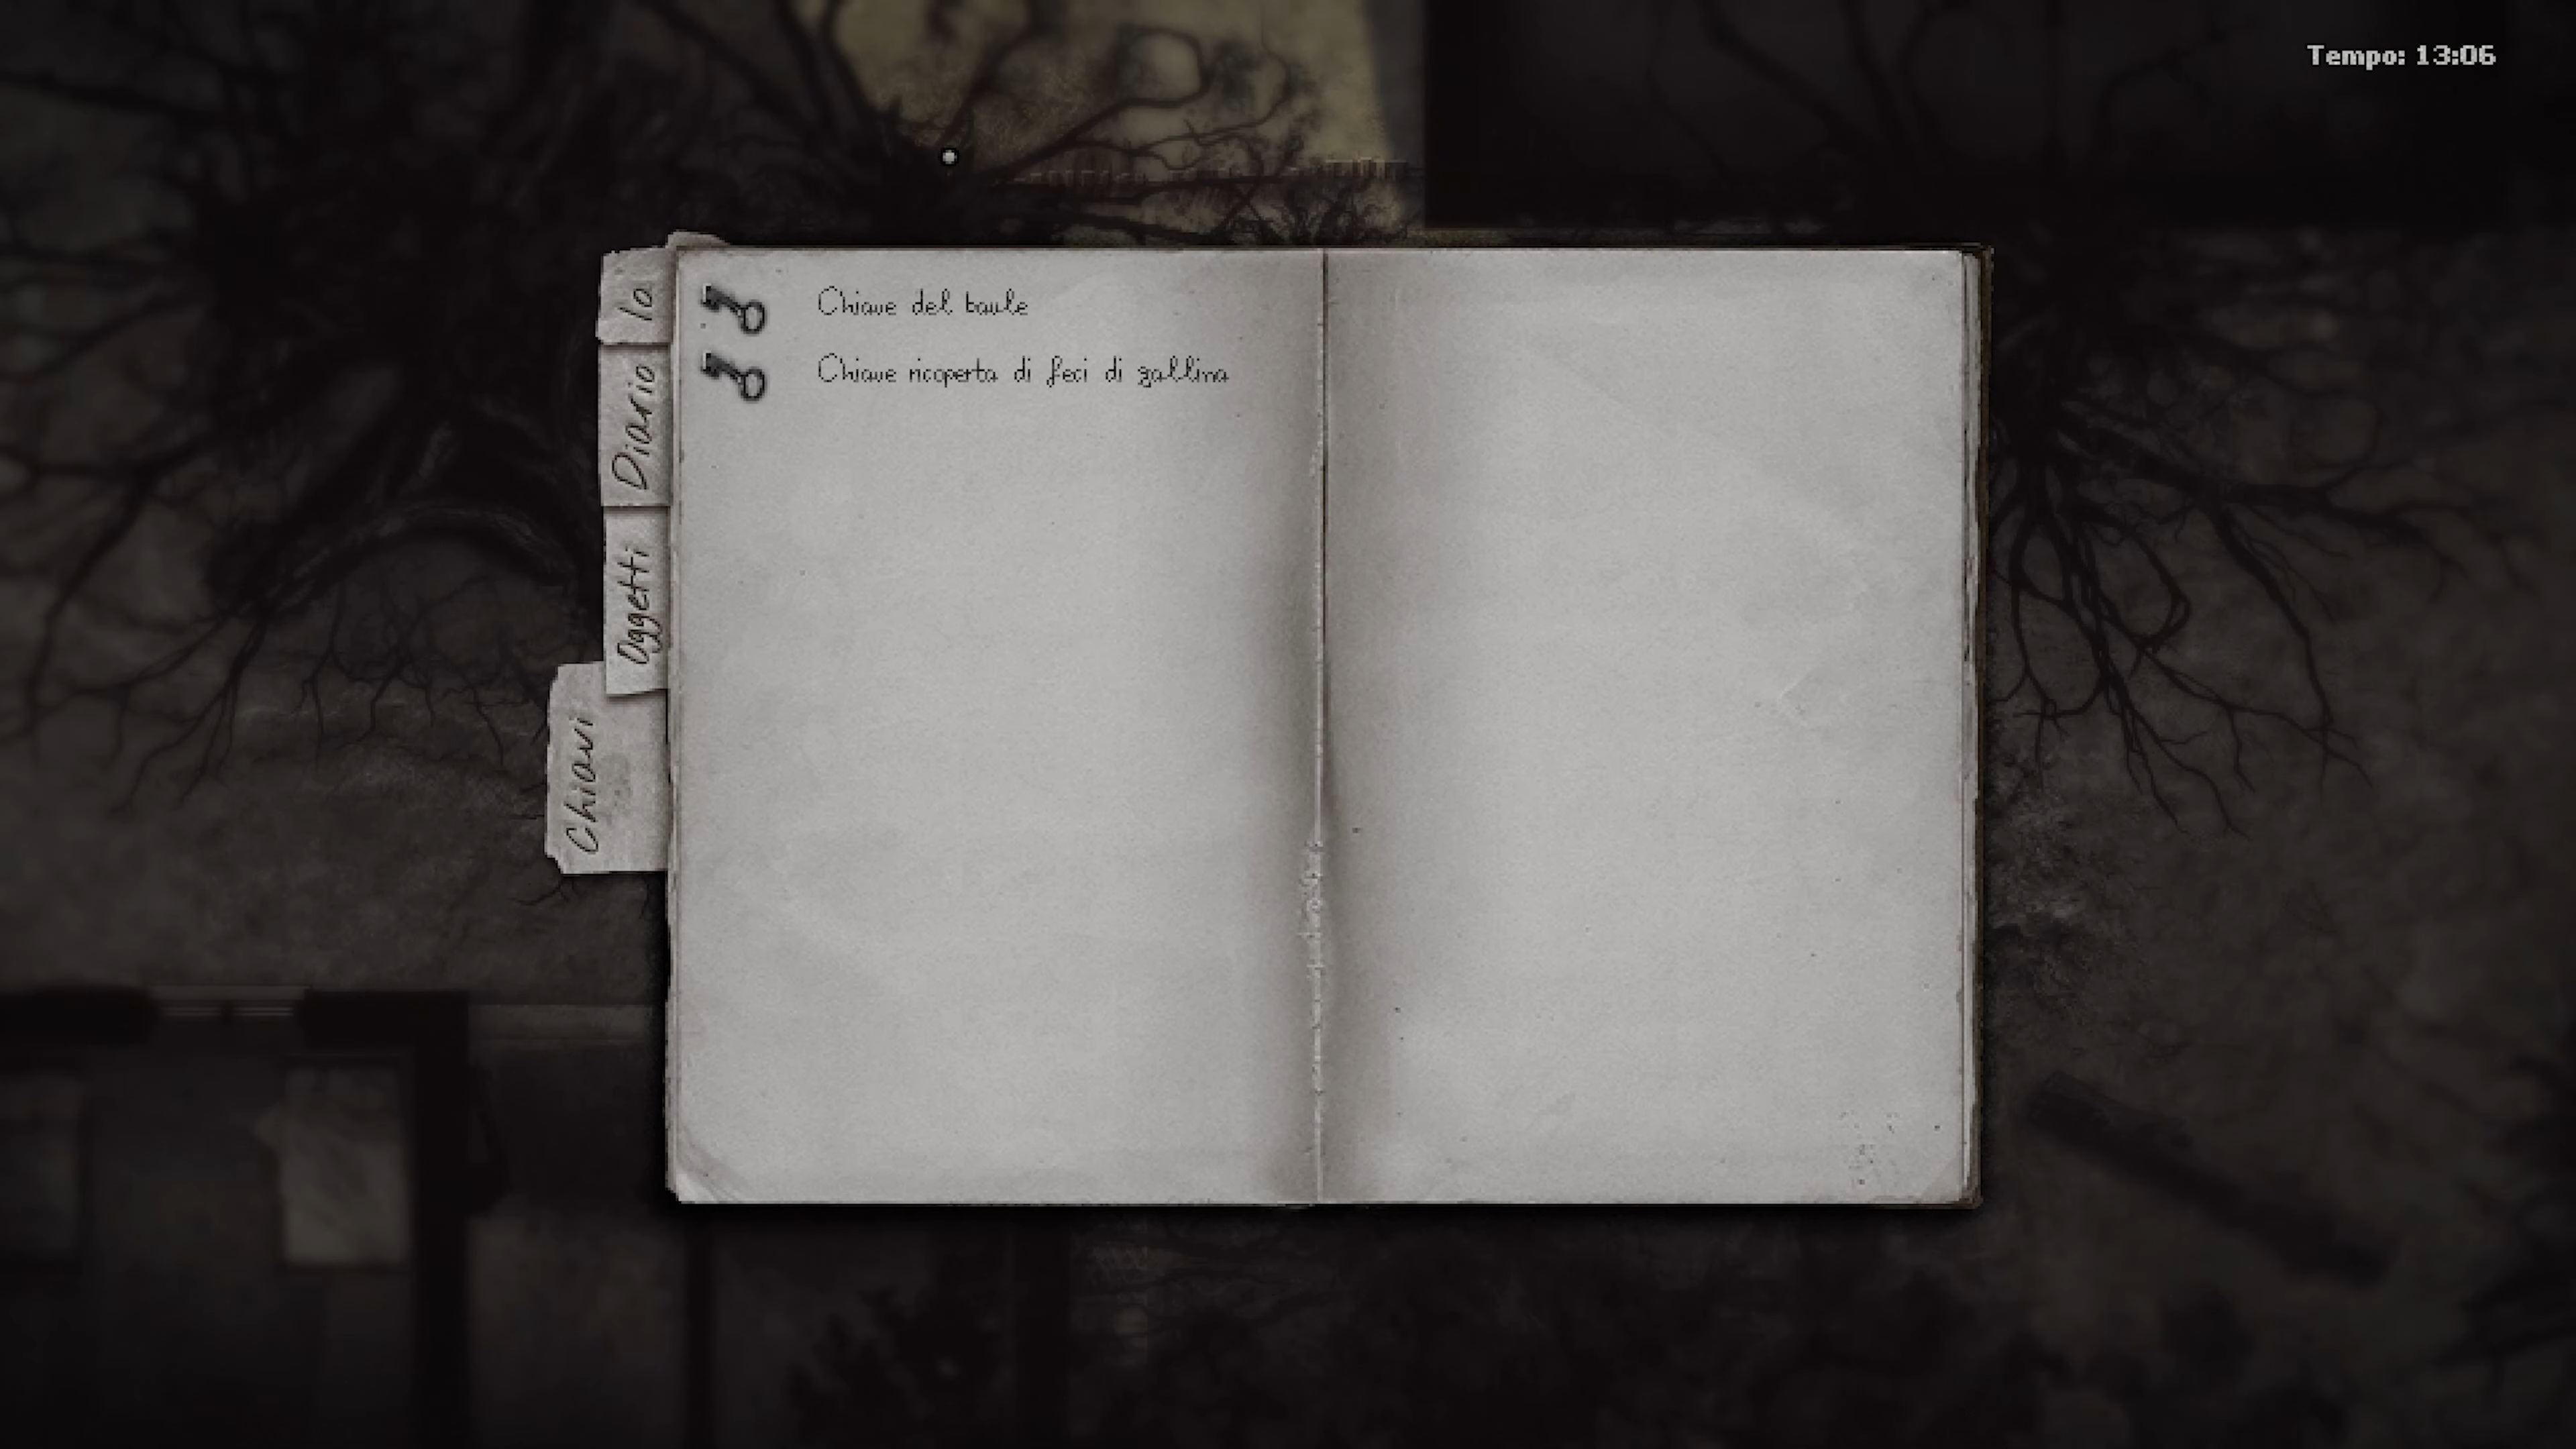 Tempo: 13:06
Io
Diario
Oggetti
Chiavi
Chiave del baule
Chiave ricoperta di feci di gallina